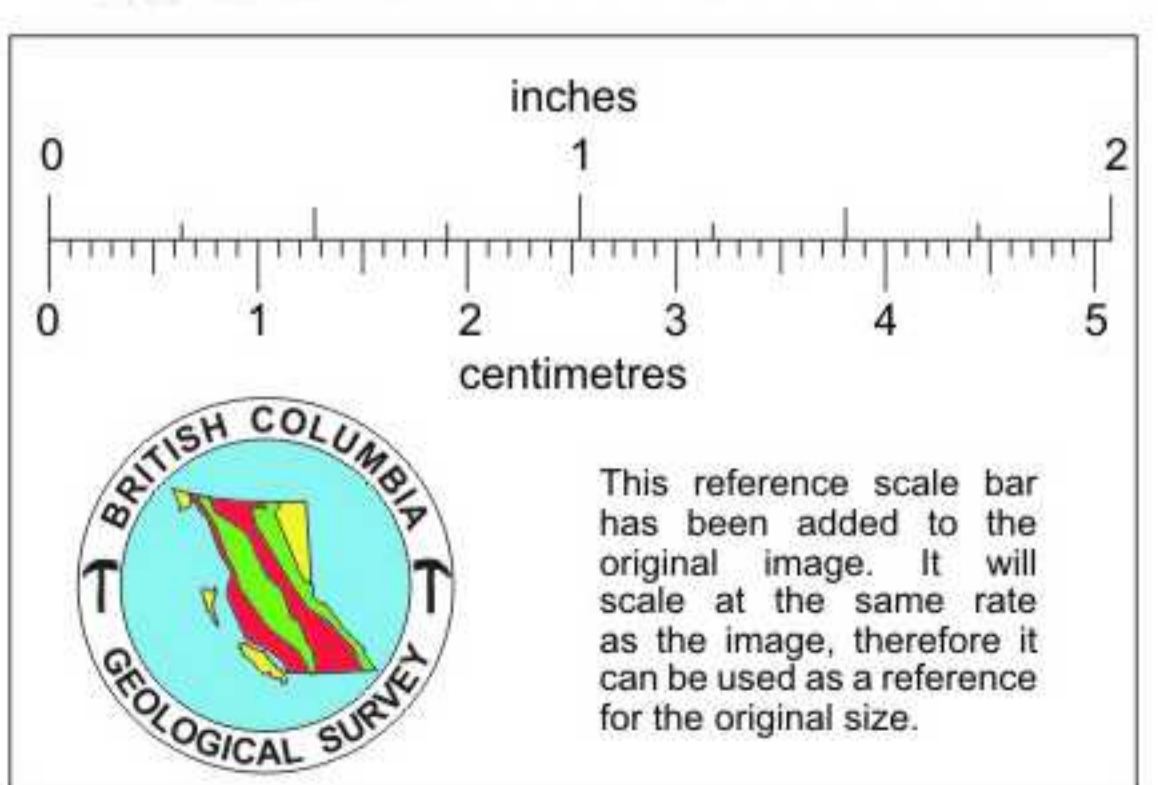 inches
0 1 2
0 1 2 3 4 5
centimetres
BRITISH COLUMBIA
GEOLOGICAL SURVEY
This reference scale bar
has been added to the
original image. It will
scale at the same rate
as the image, therefore it
can be used as a reference
for the original size.